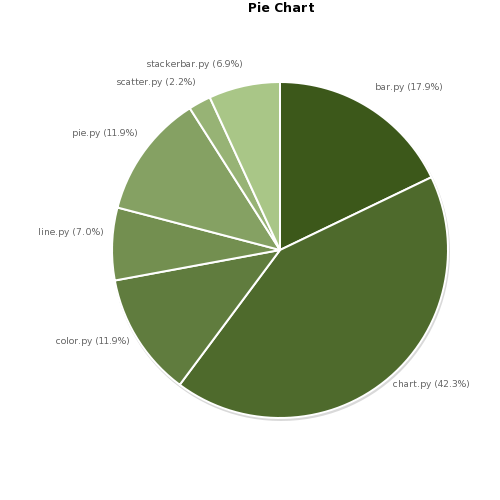 Pie Chart
stackerbar.py (6.9%)
scatter.py (2.2%)
bar.py (17.9%)
pie.py (11.9%)
line.py (7.0%)
color.py (11.9%)
chart.py (42.3%)